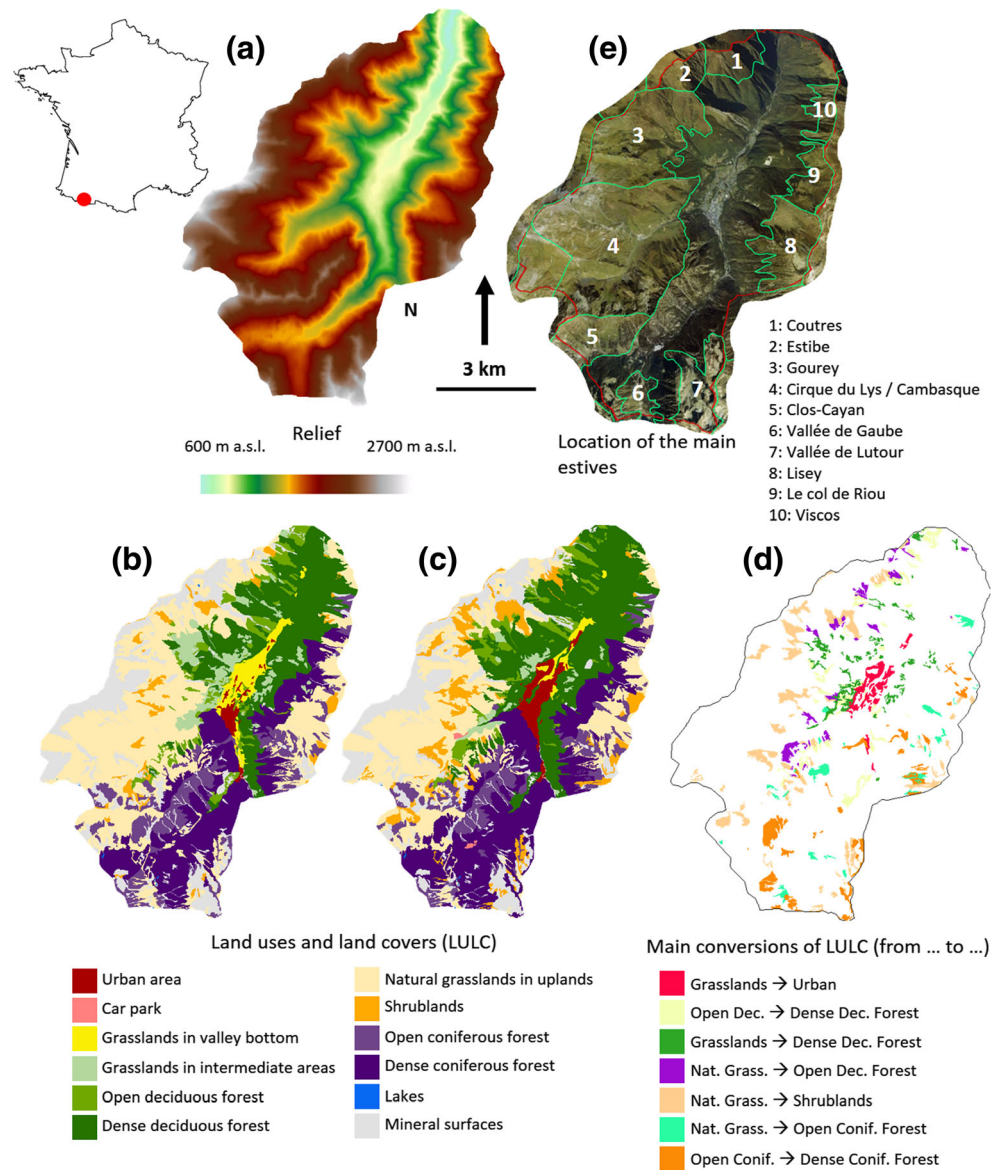 (a)
(e)
1
2
10
3
9
4
8
N
5
7
6
3 km
1: Coutres
2: Estibe
3: Gourey
4: Cirque du Lys / Cambasque
5: Clos-Cayan
6: Vallée de Gaube
7: Vallée de Lutour
8: Lisey
9: Le col de Riou
10: Viscos
Relief
600 m a.s.l.
2700 m a.s.l.
Location of the main
estives
(b)
(c)
(d)
Land uses and land covers (LULC)
Urban area
Car park
Grasslands in valley bottom
Grasslands in intermediate areas
Open deciduous forest
Dense deciduous forest
Natural grasslands in uplands
Shrublands
Open coniferous forest
Dense coniferous forest
Lakes
Mineral surfaces
Main conversions of LULC (from ... to ...)
Grasslands → Urban
Open Dec. → Dense Dec. Forest
Grasslands → Dense Dec. Forest
Nat. Grass. → Open Dec. Forest
Nat. Grass. → Shrublands
Nat. Grass. → Open Conif. Forest
Open Conif. → Dense Conif. Forest